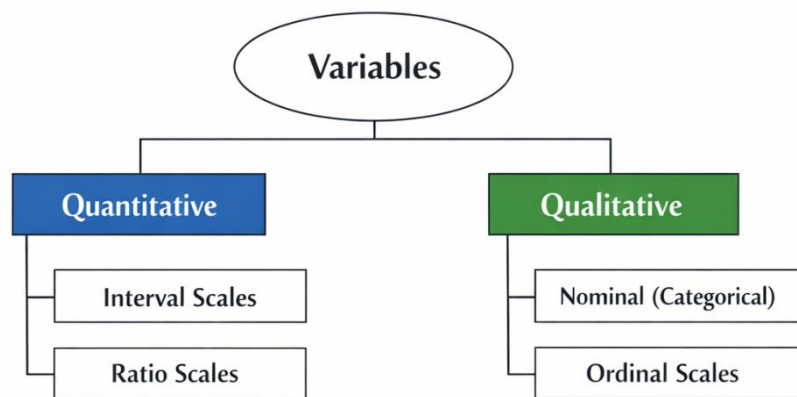 Variables
Quantitative
Interval Scales
Ratio Scales
Qualitative
Nominal (Categorical)
Ordinal Scales